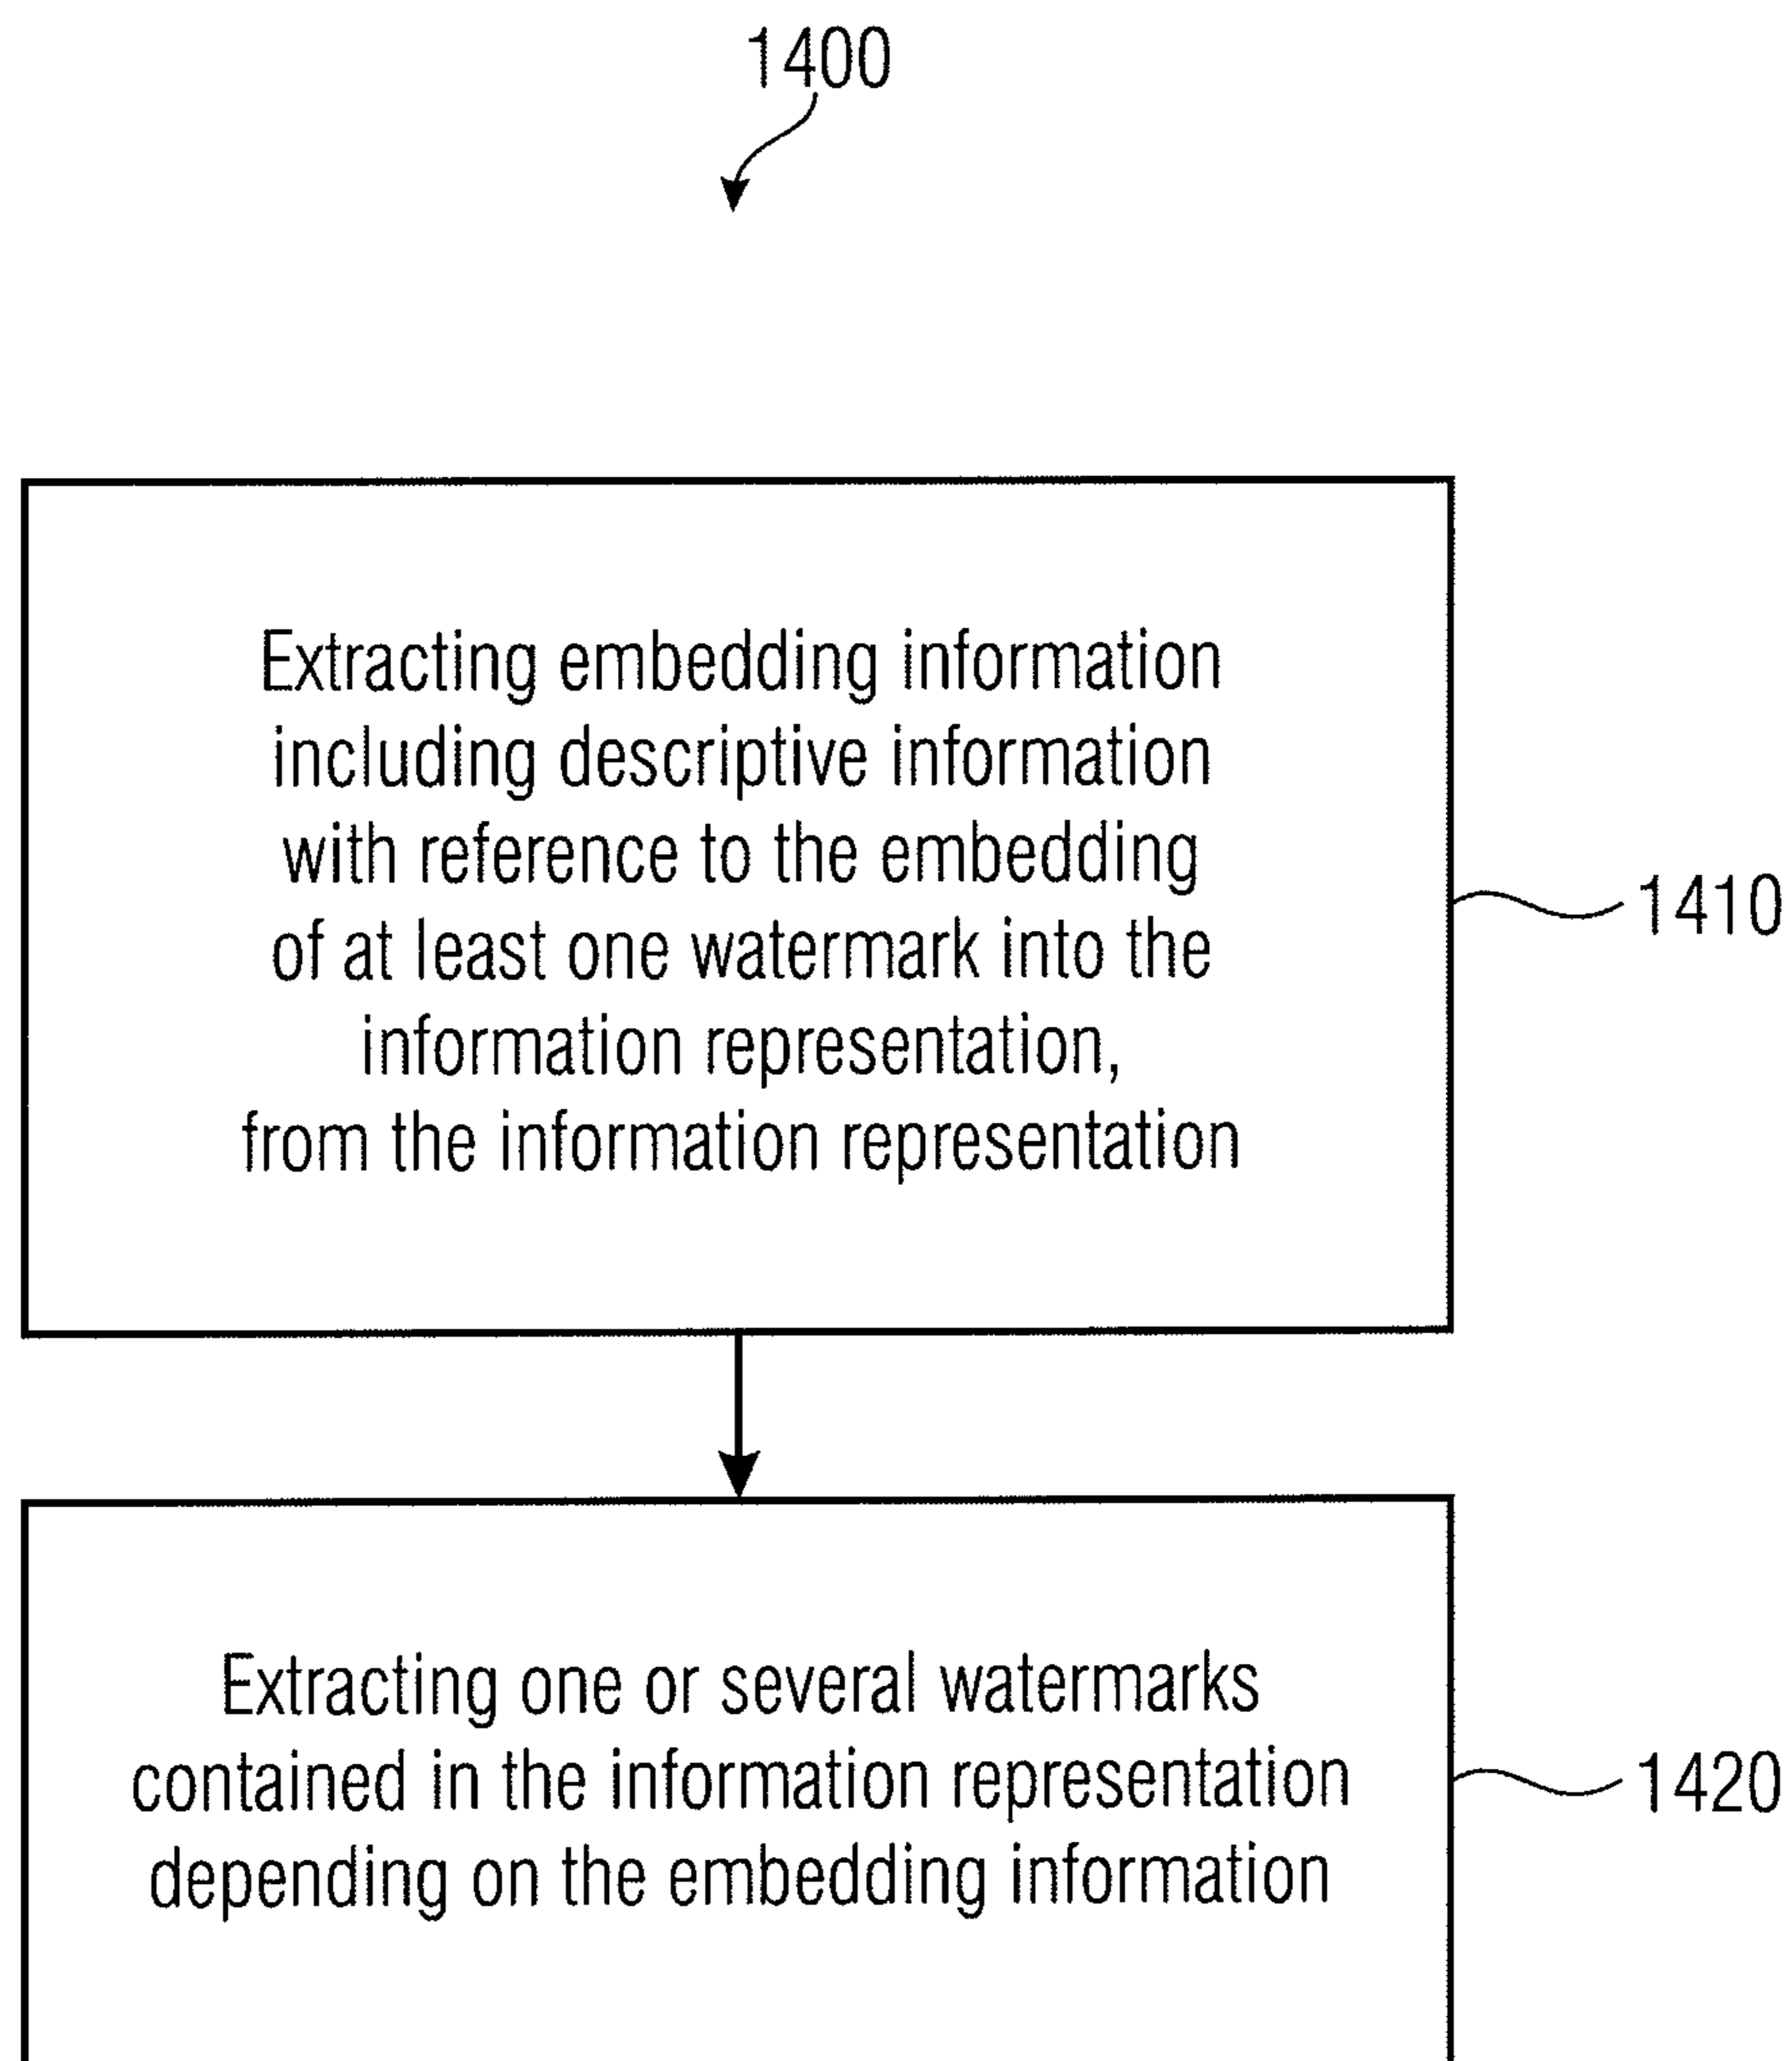 1400
Extracting embedding information
including descriptive information
with reference to the embedding
of at least one watermark into the
information representation,
from the information representation
1410
Extracting one or several watermarks
contained in the information representation
depending on the embedding information
1420